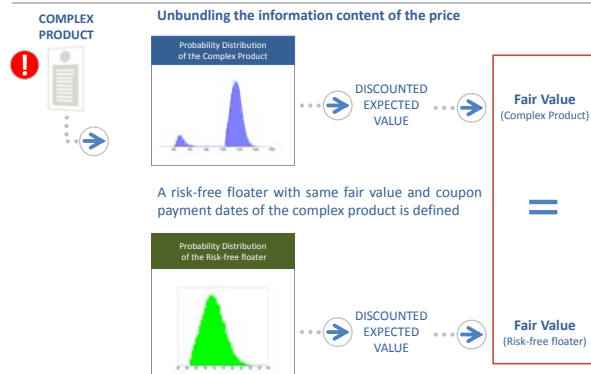 COMPLEX
PRODUCT
Unbundling the information content of the price
!
Probability Distribution
of the Complex Product
DISCOUNTED
EXPECTED
VALUE
Fair Value
(Complex Product)
A risk-free floater with same fair value and coupon
payment dates of the complex product is defined
=
Probability Distribution
of the Risk-free floater
DISCOUNTED
EXPECTED
VALUE
Fair Value
(Risk-free floater)